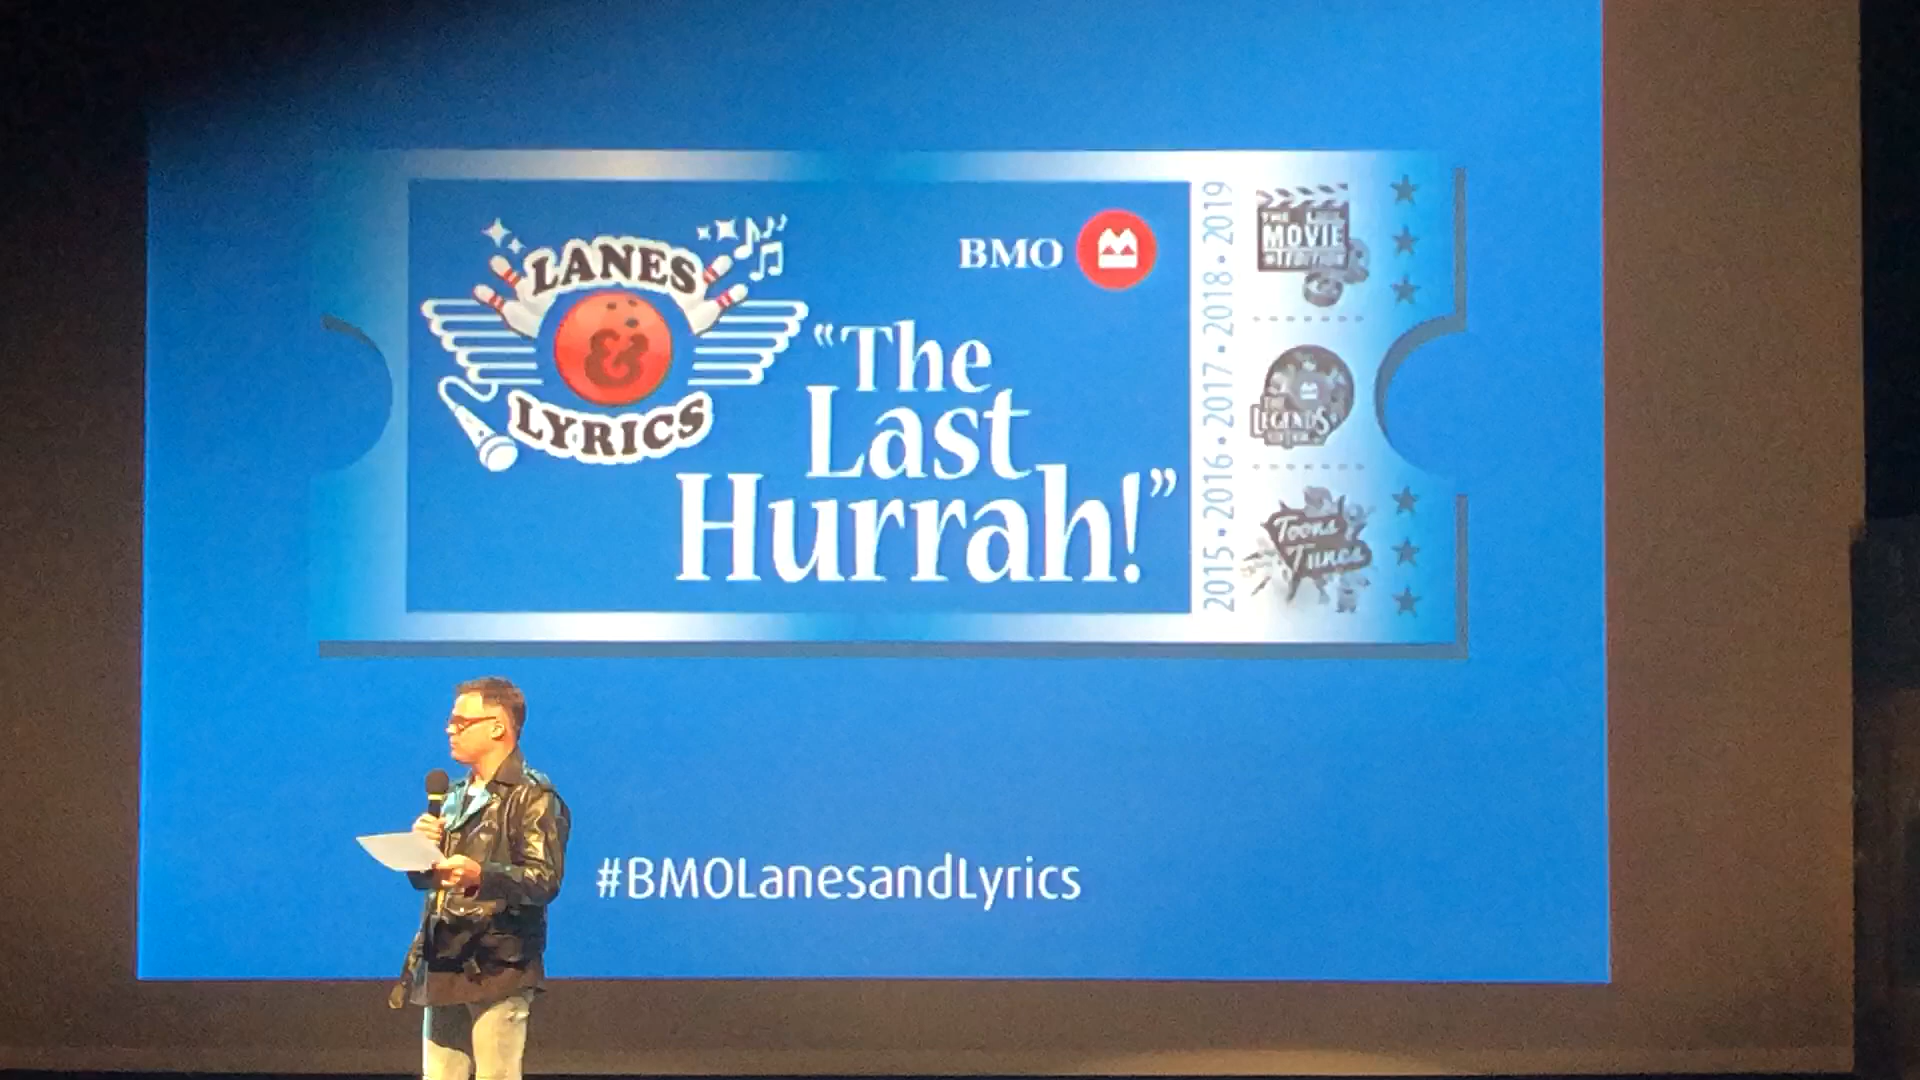 LANES
&
LYRICS
BMO
“The
Last
Hurrah!”
2015 • 2016 • 2017 • 2018 • 2019
MOVIE
LEGENDS
Toons
Tunes
#BMOLanesandLyrics